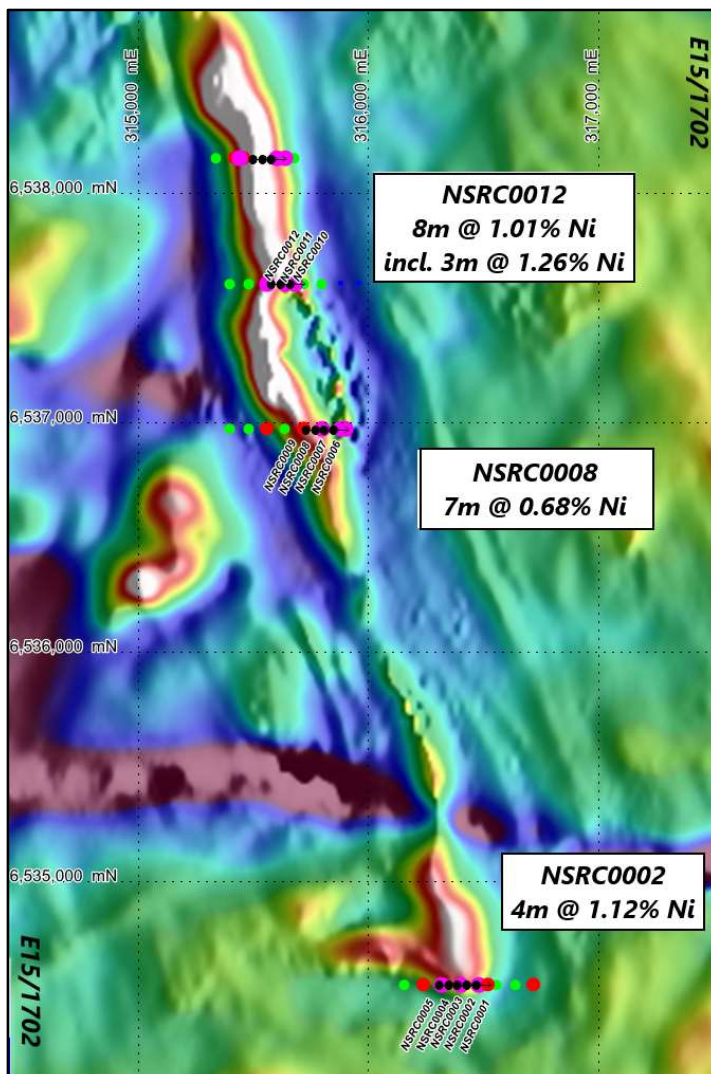 315,000 mE
316,000 mE
317,000 mE
E15/1702
6,538,000 mN
NSRC0012
8m @ 1.01% Ni
incl. 3m @ 1.26% Ni
NSRC0012
NSRC0011
NSRC0010
6,537,000 mN
NSRC0009
NSRC0008
NSRC0007
NSRC0006
NSRC0008
7m @ 0.68% Ni
6,536,000 mN
6,535,000 mN
NSRC0002
4m @ 1.12% Ni
E15/1702
NSRC0005
NSRC0004
NSRC0003
NSRC0002
NSRC0001